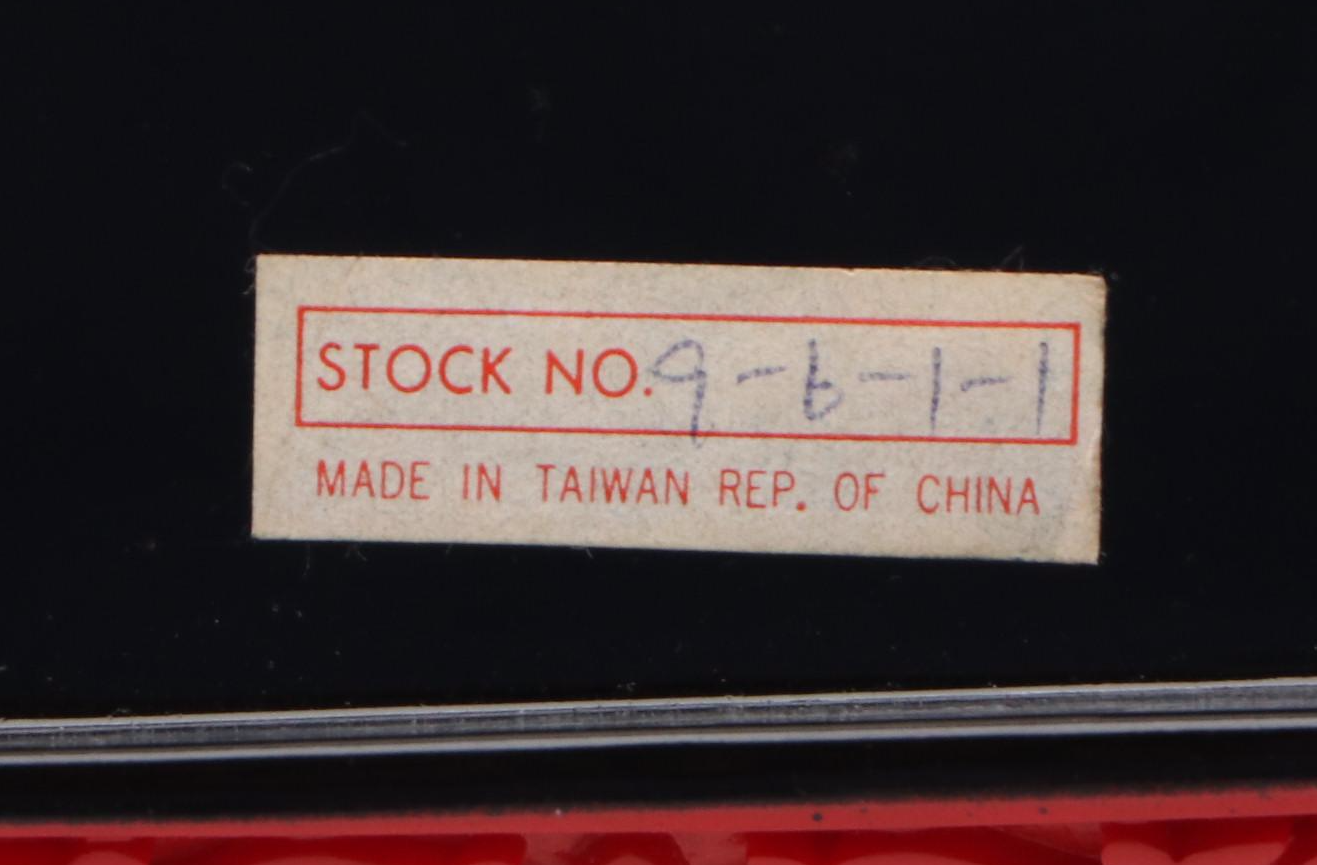 STOCK NO. 9-6-1-1
MADE IN TAIWAN REP. OF CHINA